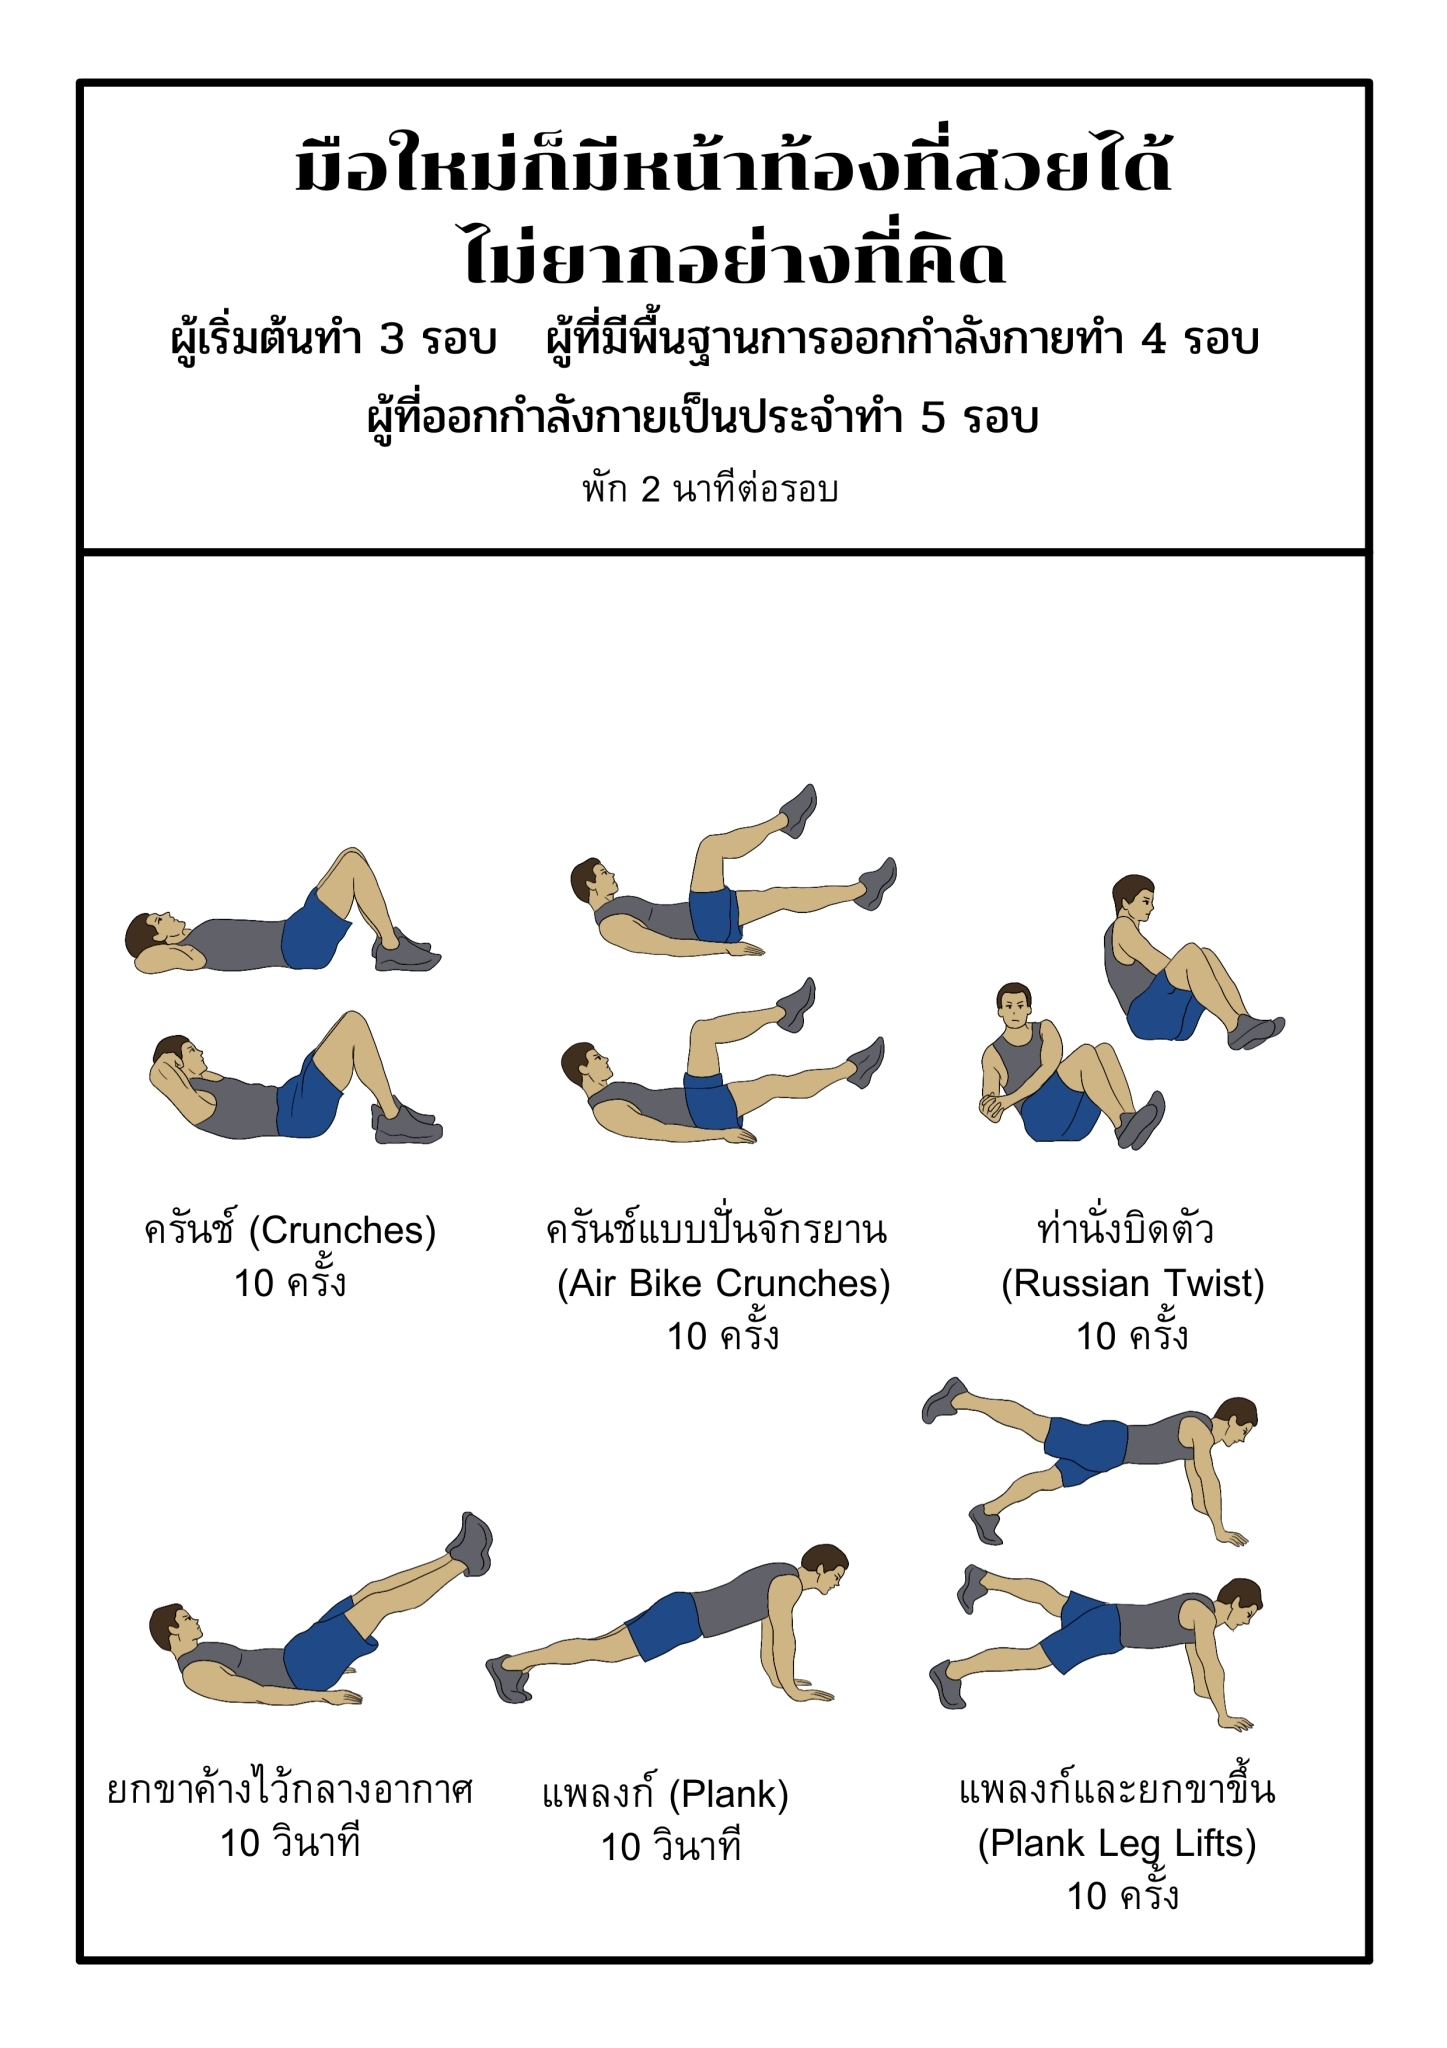 มือใหม่ก็มีหน้าท้องที่สวยได้
ไม่ยากอย่างที่คิด
ผู้เริ่มต้นทำ 3 รอบ ผู้ที่มีพื้นฐานการออกกำลังกายทำ 4 รอบ
ผู้ที่ออกกำลังกายเป็นประจำทำ 5 รอบ
พัก 2 นาทีต่อรอบ
ครันช์ (Crunches)
10 ครั้ง
ครันช์แบบปั่นจักรยาน
(Air Bike Crunches)
10 ครั้ง
ท่านั่งบิดตัว
(Russian Twist)
10 ครั้ง
ยกขาค้างไว้กลางอากาศ
10 วินาที
แพลงก์ (Plank)
10 วินาที
แพลงก์และยกขาขึ้น
(Plank Leg Lifts)
10 ครั้ง